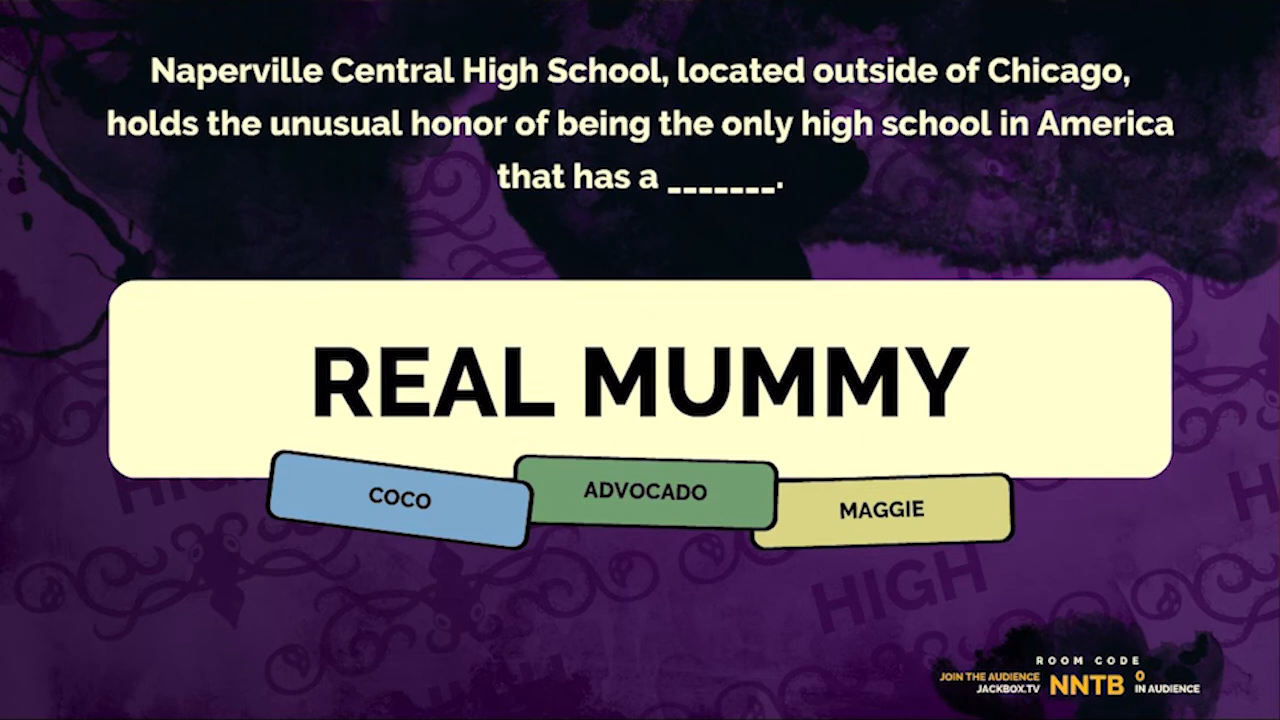 Naperville Central High School, located outside of Chicago,
holds the unusual honor of being the only high school in America
that has a _______.
REAL MUMMY
COCO
ADVOCADO
MAGGIE
HIGH
ROOM CODE
JOIN THE AUDIENCE
JACKBOX.TV
NNTB
0
IN AUDIENCE